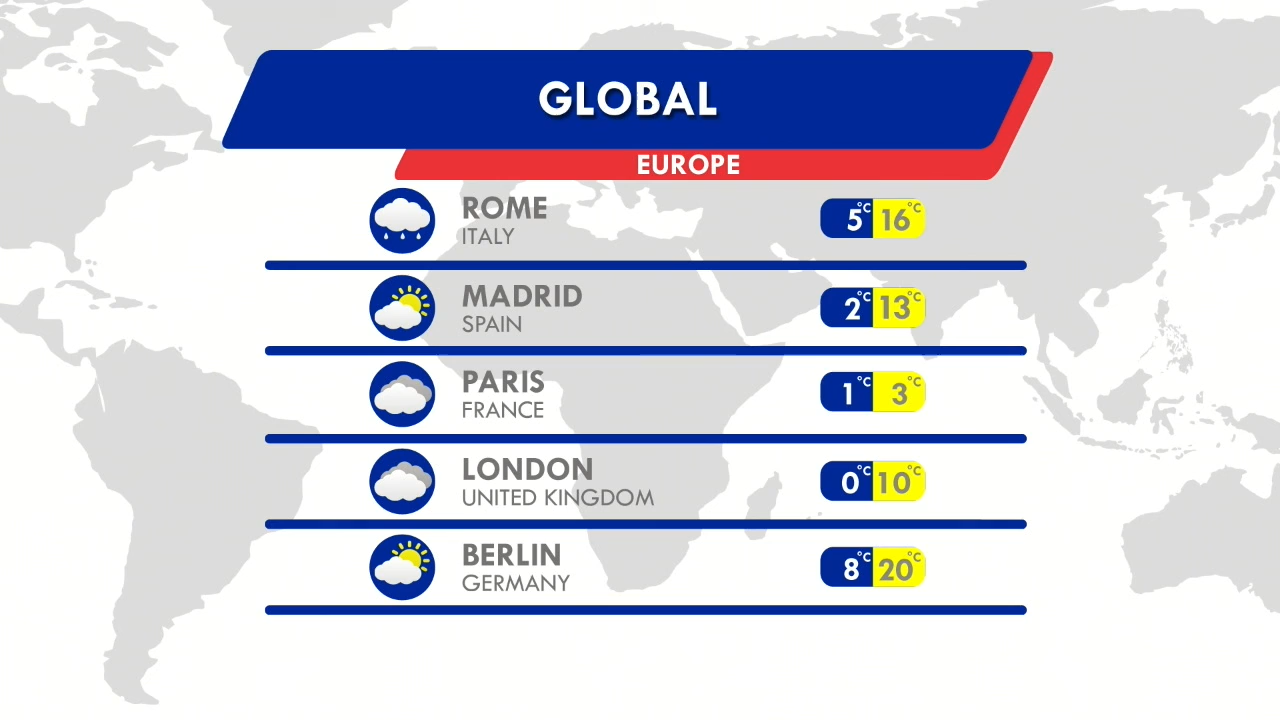 GLOBAL
EUROPE
ROME
ITALY
5°C 16°C
MADRID
SPAIN
2°C 13°C
PARIS
FRANCE
1°C 3°C
LONDON
UNITED KINGDOM
0°C 10°C
BERLIN
GERMANY
8°C 20°C